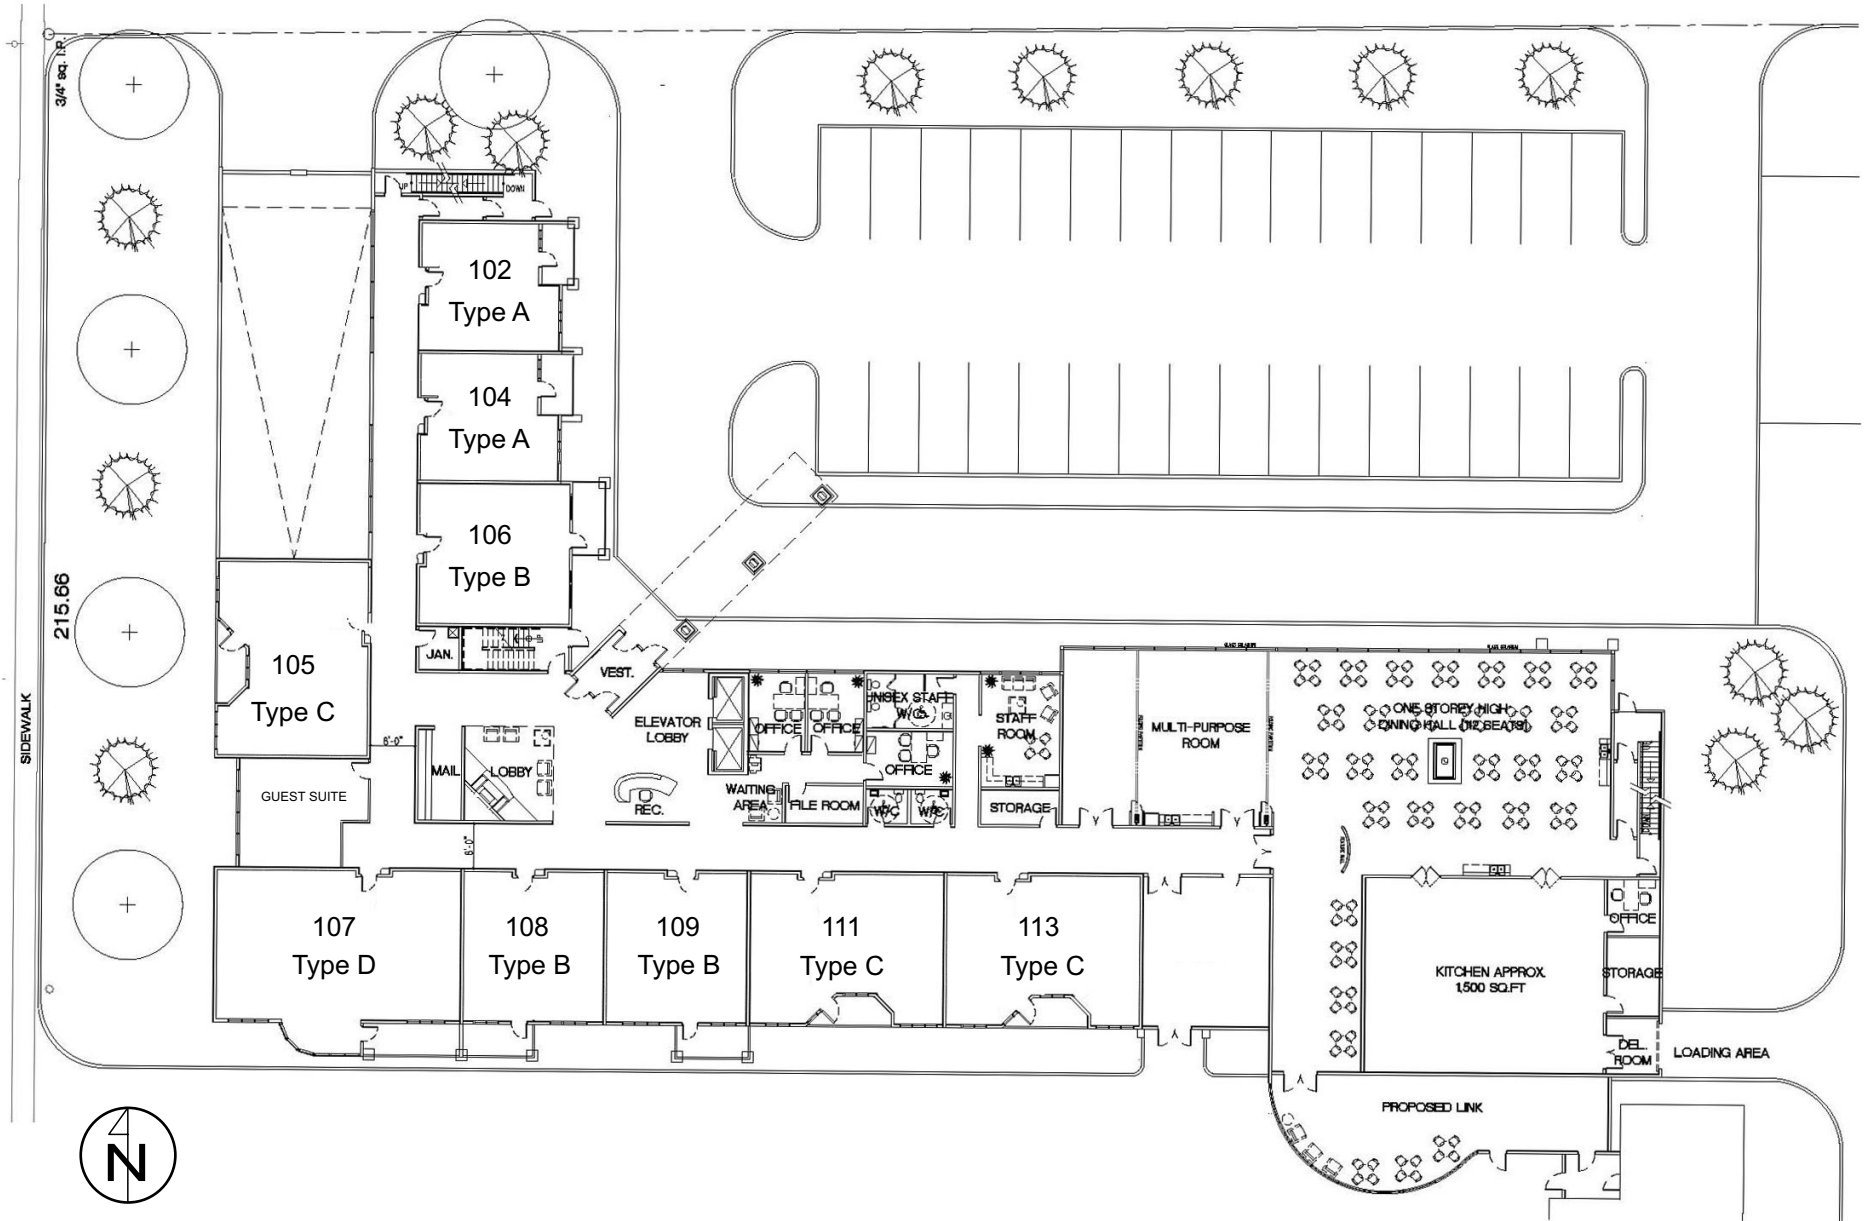 3/4" sq. I.P.
UP
DOWN
102
Type A
104
Type A
106
Type B
215.66
SIDEWALK
105
Type C
JAN.
UP
VEST.
6'-0"
MAIL
LOBBY
ELEVATOR
LOBBY
REC.
OFFICE
OFFICE
UNISEX STAFF
W/C
OFFICE
WAITING
AREA
FILE ROOM
W/C
W/C
STAFF
ROOM
STORAGE
MULTI-PURPOSE
ROOM
ONE STOREY HIGH
DINING HALL (112 SEATS)
GUEST SUITE
6'-0"
107
Type D
108
Type B
109
Type B
111
Type C
113
Type C
KITCHEN APPROX.
1,500 SQ.FT
OFFICE
STORAGE
DEL.
ROOM
LOADING AREA
PROPOSED LINK
N